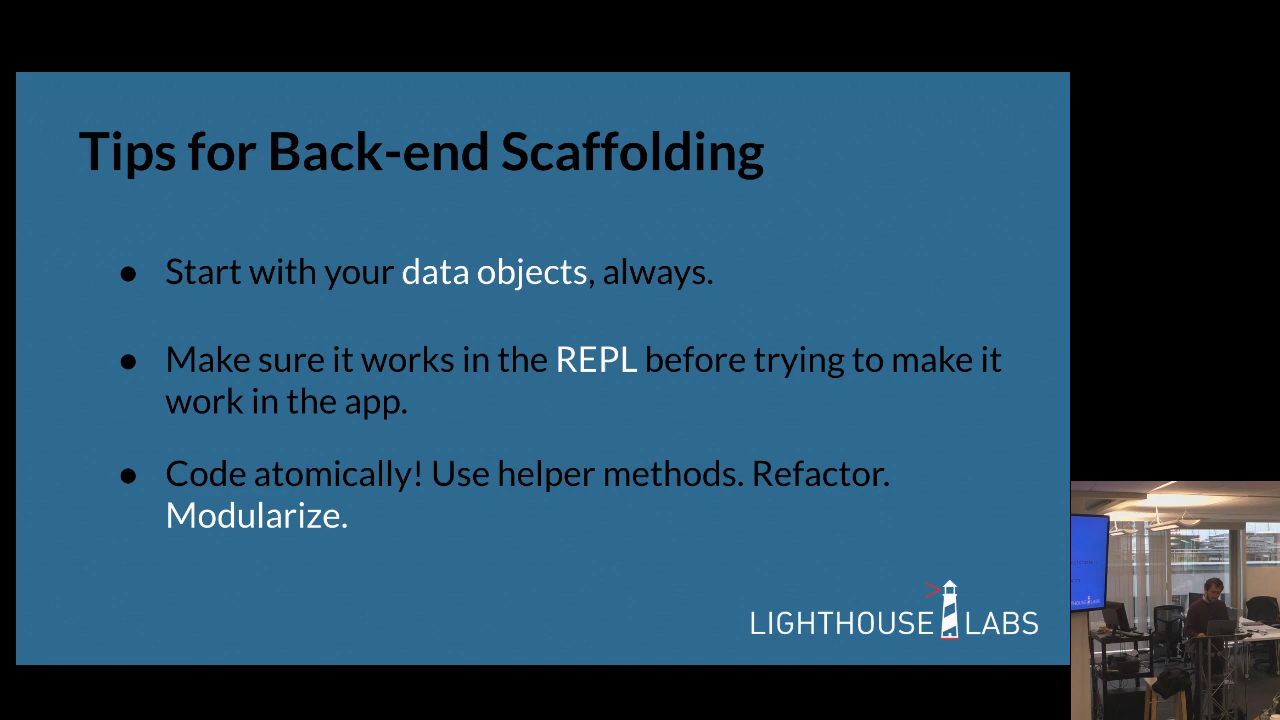 Tips for Back-end Scaffolding
● Start with your data objects, always.
● Make sure it works in the REPL before trying to make it
work in the app.
● Code atomically! Use helper methods. Refactor.
Modularize.
LIGHTHOUSE LABS